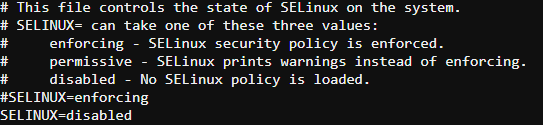 # This file controls the state of SELinux on the system.
# SELINUX= can take one of these three values:
#     enforcing - SELinux security policy is enforced.
#     permissive - SELinux prints warnings instead of enforcing.
#     disabled - No SELinux policy is loaded.
#SELINUX=enforcing
SELINUX=disabled